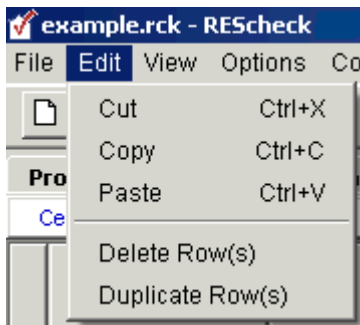 example.rck - REScheck
File Edit View Options Co
Cut Ctrl+X
Copy Ctrl+C
Pro
Paste Ctrl+V
Ce
Delete Row(s)
Duplicate Row(s)